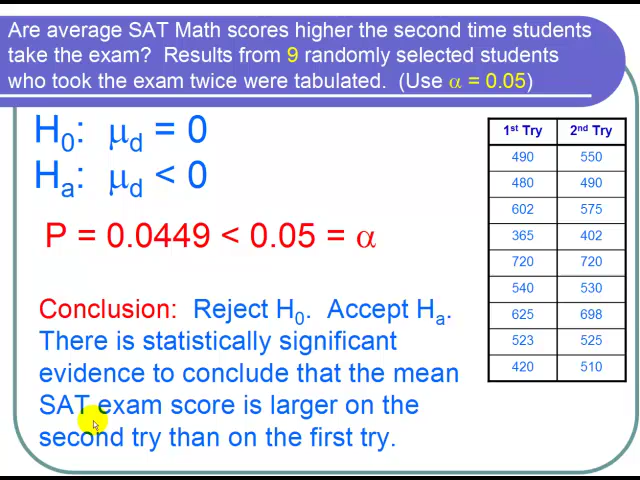 Are average SAT Math scores higher the second time students
take the exam? Results from 9 randomly selected students
who took the exam twice were tabulated. (Use α = 0.05)
H₀: μd = 0
Hₐ: μd < 0
P = 0.0449 < 0.05 = α
Conclusion: Reject H₀. Accept Hₐ.
There is statistically significant
evidence to conclude that the mean
SAT exam score is larger on the
second try than on the first try.
1st Try 2nd Try
490 550
480 490
602 575
365 402
720 720
540 530
625 698
523 525
420 510